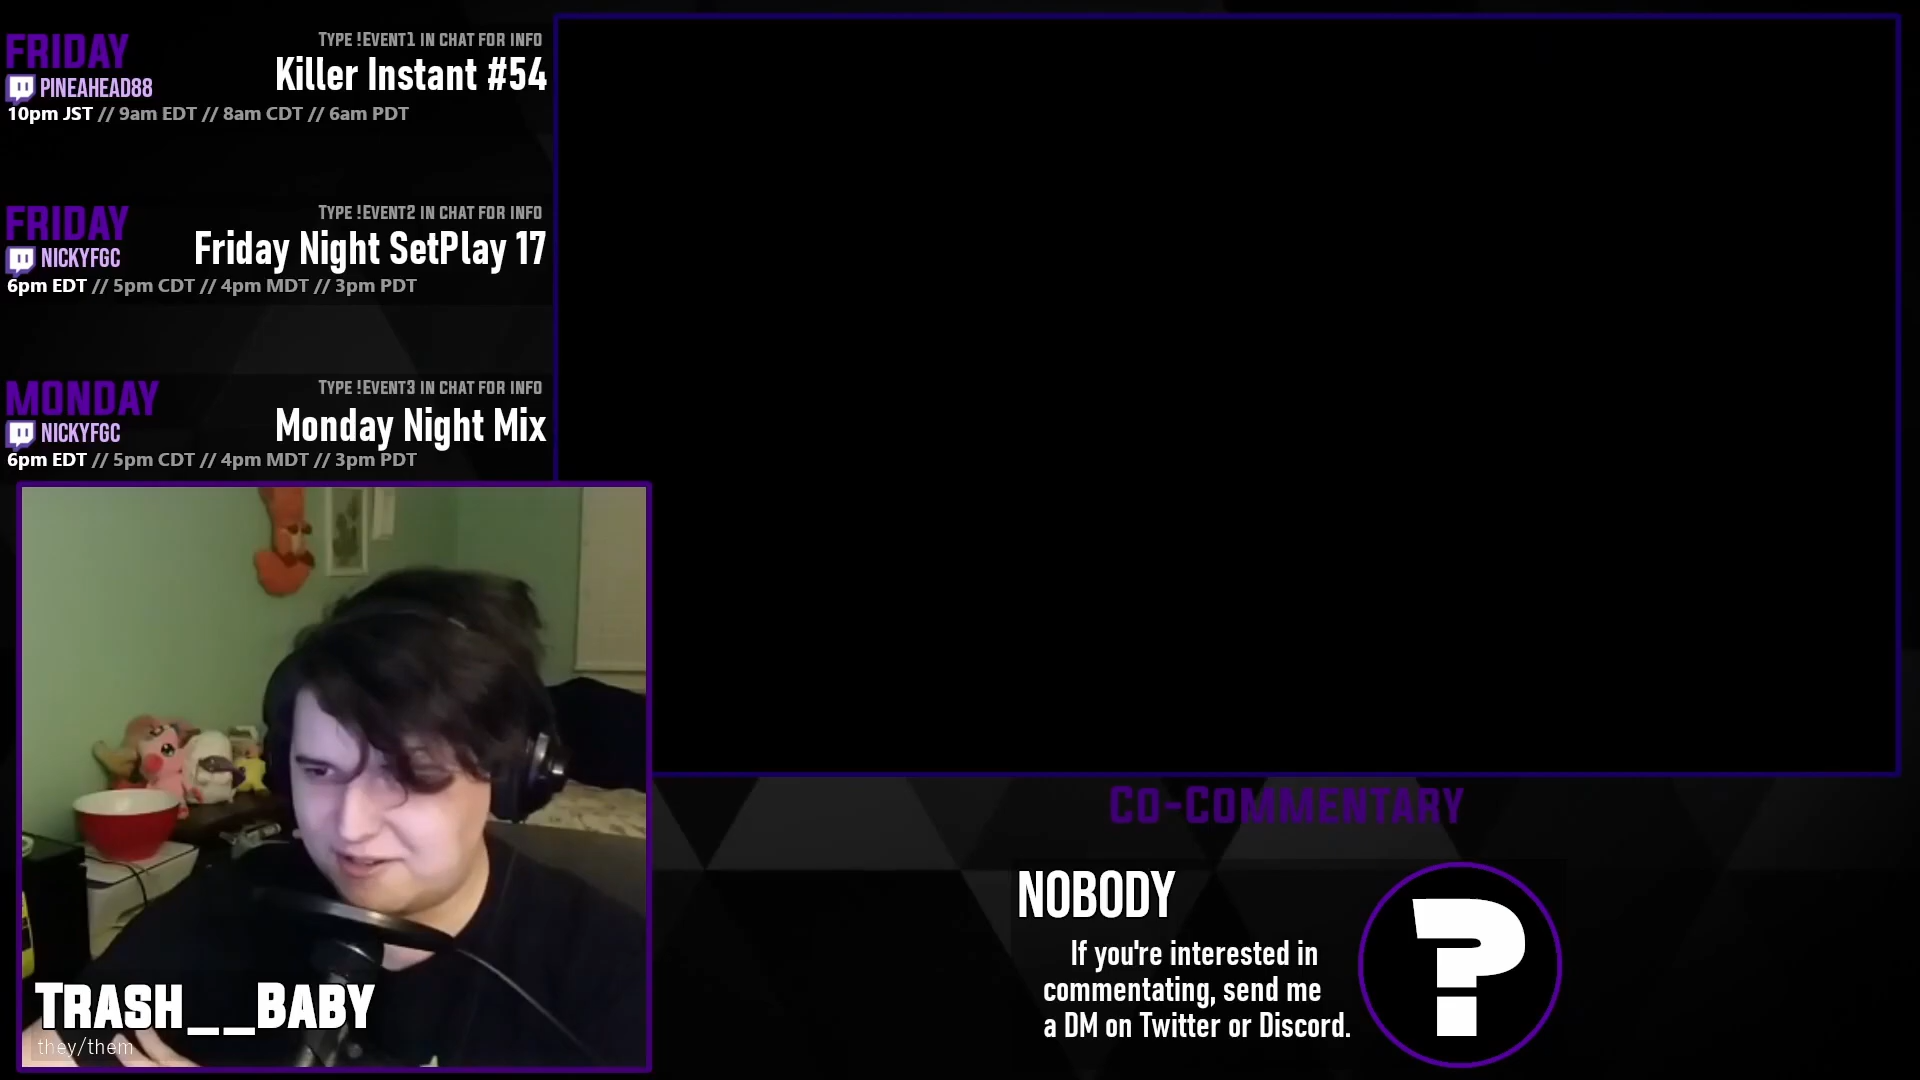 FRIDAY
TYPE !EVENT1 IN CHAT FOR INFO
PINEAHEAD88
Killer Instant #54
10pm JST // 9am EDT // 8am CDT // 6am PDT
FRIDAY
TYPE !EVENT2 IN CHAT FOR INFO
NICKYFGC
Friday Night SetPlay 17
6pm EDT // 5pm CDT // 4pm MDT // 3pm PDT
MONDAY
TYPE !EVENT3 IN CHAT FOR INFO
NICKYFGC
Monday Night Mix
6pm EDT // 5pm CDT // 4pm MDT // 3pm PDT
TRASH__BABY
they/them
CO-COMMENTARY
NOBODY
If you're interested in
commentating, send me
a DM on Twitter or Discord.
?